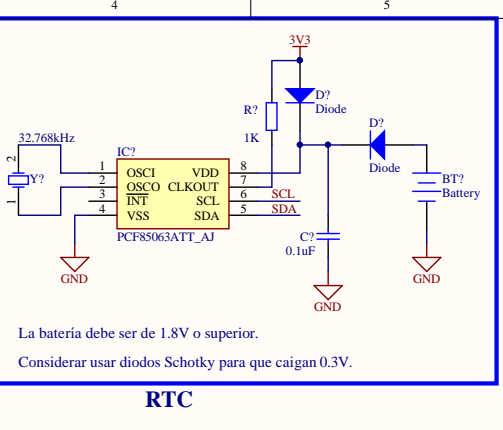 4 5
3V3
D?
R? Diode
1K
D?
Diode
BT?
Battery
32.768kHz
2
Y?
1
IC?
1 OSCI VDD 8
2 OSCO CLKOUT 7
3 INT SCL 6 SCL
4 VSS SDA 5 SDA
PCF85063ATT_AJ
C?
0.1uF
GND
GND
GND
La batería debe ser de 1.8V o superior.
Considerar usar diodos Schotky para que caigan 0.3V.
RTC